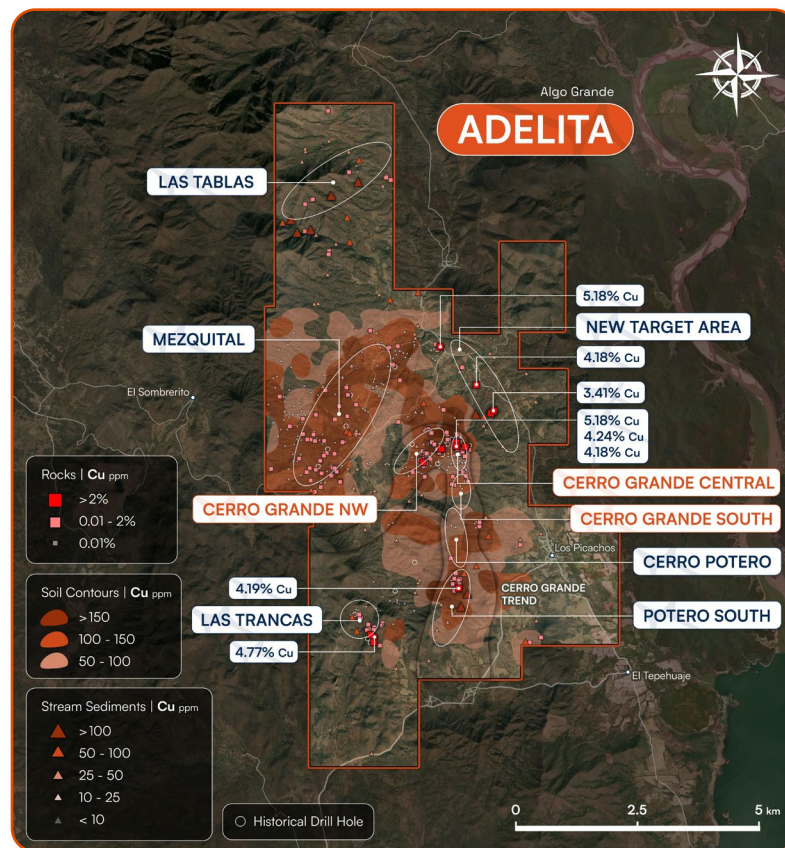 Algo Grande
ADELITA
LAS TABLAS
5.18% Cu
NEW TARGET AREA
MEZQUITAL
4.18% Cu
El Sombrerito
3.41% Cu
5.18% Cu
4.24% Cu
4.18% Cu
CERRO GRANDE CENTRAL
CERRO GRANDE NW
CERRO GRANDE SOUTH
Los Picachos
CERRO POTERO
4.19% Cu
CERRO GRANDE
TREND
LAS TRANCAS
POTERO SOUTH
4.77% Cu
El Tepehuaje
Rocks | Cu ppm
>2%
0.01 - 2%
0.01%
Soil Contours | Cu ppm
>150
100 - 150
50 - 100
Stream Sediments | Cu ppm
>100
50 - 100
25 - 50
10 - 25
< 10
Historical Drill Hole
0 2.5 5 km